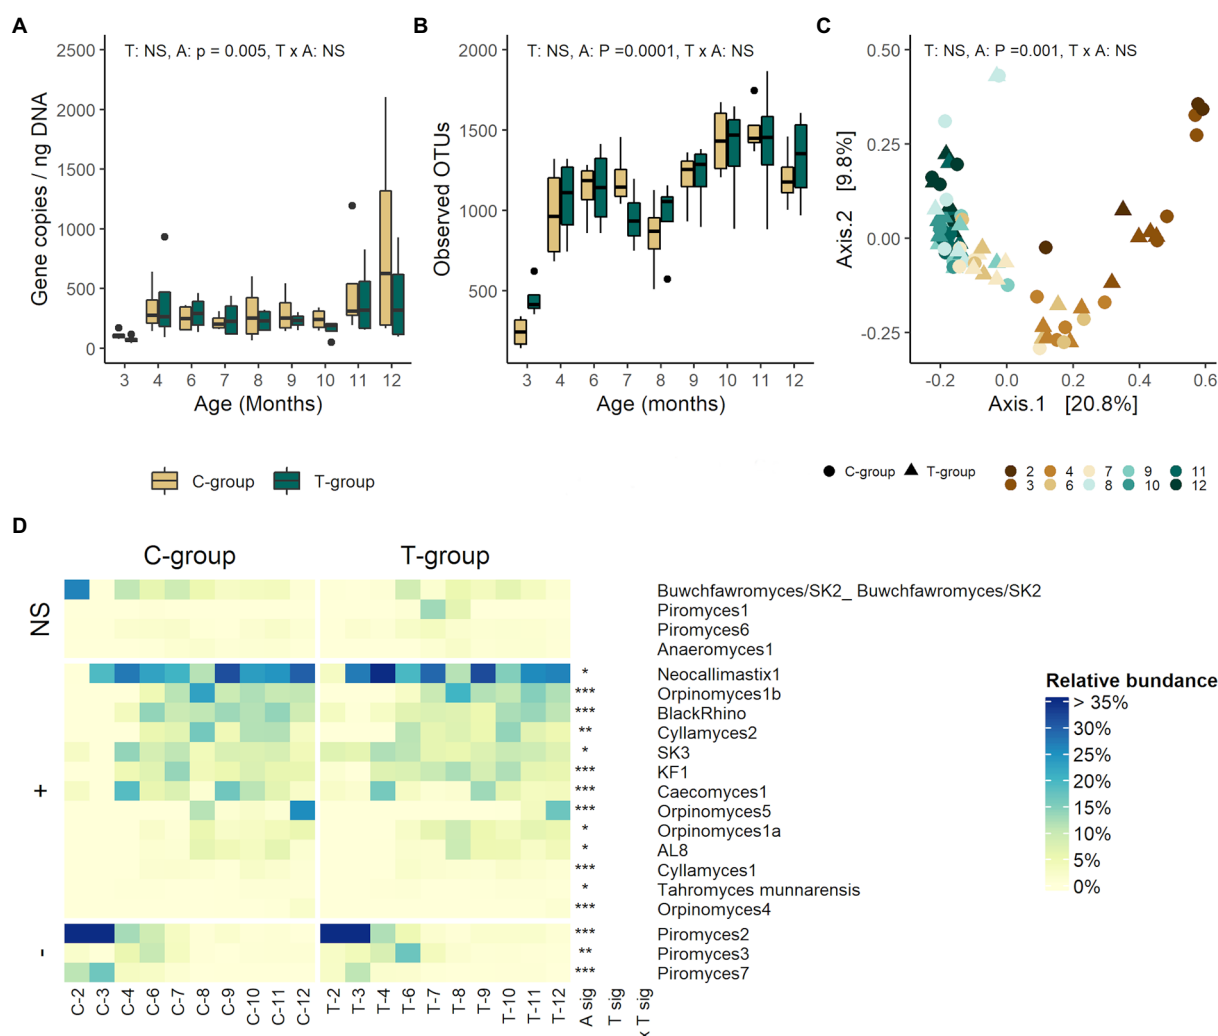 A
T: NS, A: p = 0.005, T x A: NS
Gene copies / ng DNA
2500
2000
1500
1000
500
0
3 4 6 7 8 9 10 11 12
Age (Months)
B
T: NS, A: P =0.0001, T x A: NS
Observed OTUs
2000
1500
1000
500
3 4 6 7 8 9 10 11 12
Age (months)
C
T: NS, A: P =0.001, T x A: NS
Axis.2 [9.8%]
0.50
0.25
0.00
-0.25
-0.2 0.0 0.2 0.4 0.6
Axis.1 [20.8%]
C-group T-group
C-group T-group
2 4 7 9 11
3 6 8 10 12
D
C-group T-group
NS
Buwchfawromyces/SK2_ Buwchfawromyces/SK2
Piromyces1
Piromyces6
Anaeromyces1
+
* Neocallimastix1
*** Orpinomyces1b
*** BlackRhino
** Cyllamyces2
* SK3
*** KF1
*** Caecomyces1
*** Orpinomyces5
* Orpinomyces1a
* AL8
*** Cyllamyces1
* Tahromyces munnarensis
*** Orpinomyces4
-
*** Piromyces2
** Piromyces3
*** Piromyces7
C-2 C-3 C-4 C-6 C-7 C-8 C-9 C-10 C-11 C-12 T-2 T-3 T-4 T-6 T-7 T-8 T-9 T-10 T-11 T-12 A sig T sig x T sig
Relative bundance
> 35%
30%
25%
20%
15%
10%
5%
0%